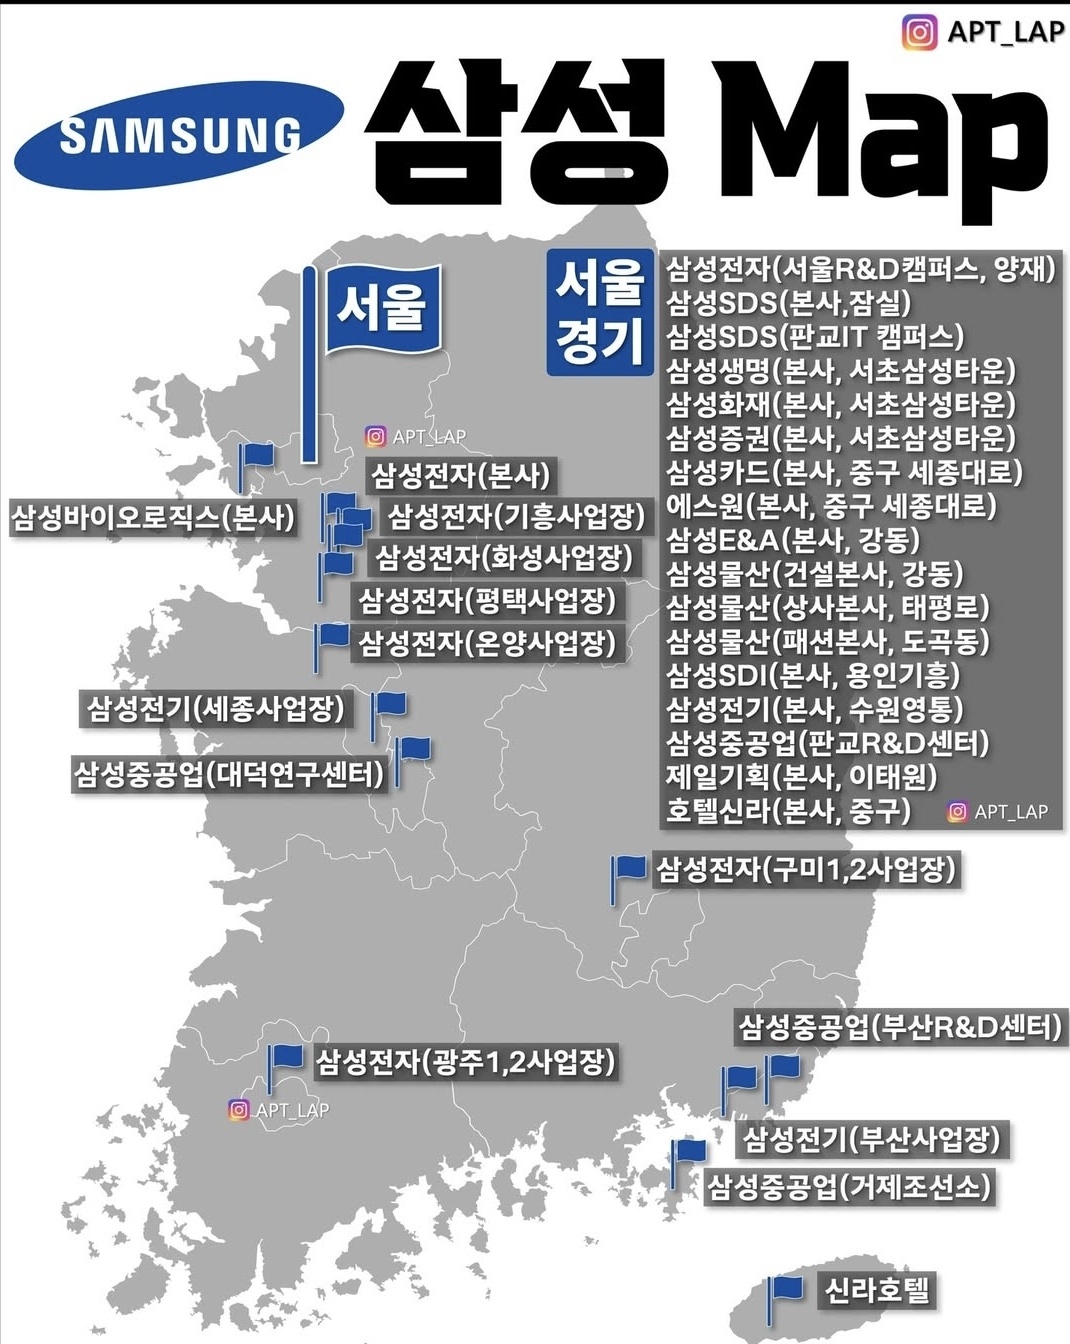 APT_LAP
SAMSUNG
삼성 Map
서울
서울
경기
삼성전자(서울R&D캠퍼스, 양재)
삼성SDS(본사,잠실)
삼성SDS(판교IT 캠퍼스)
삼성생명(본사, 서초삼성타운)
삼성화재(본사, 서초삼성타운)
삼성증권(본사, 서초삼성타운)
삼성카드(본사, 중구 세종대로)
에스원(본사, 중구 세종대로)
삼성E&A(본사, 강동)
삼성물산(건설본사, 강동)
삼성물산(상사본사, 태평로)
삼성물산(패션본사, 도곡동)
삼성SDI(본사, 용인기흥)
삼성전기(본사, 수원영통)
삼성중공업(판교R&D센터)
제일기획(본사, 이태원)
호텔신라(본사, 중구)
APT_LAP
APT_LAP
삼성전자(본사)
삼성바이오로직스(본사)
삼성전자(기흥사업장)
삼성전자(화성사업장)
삼성전자(평택사업장)
삼성전자(온양사업장)
삼성전기(세종사업장)
삼성중공업(대덕연구센터)
삼성전자(구미1,2사업장)
삼성중공업(부산R&D센터)
삼성전자(광주1,2사업장)
APT_LAP
삼성전기(부산사업장)
삼성중공업(거제조선소)
신라호텔